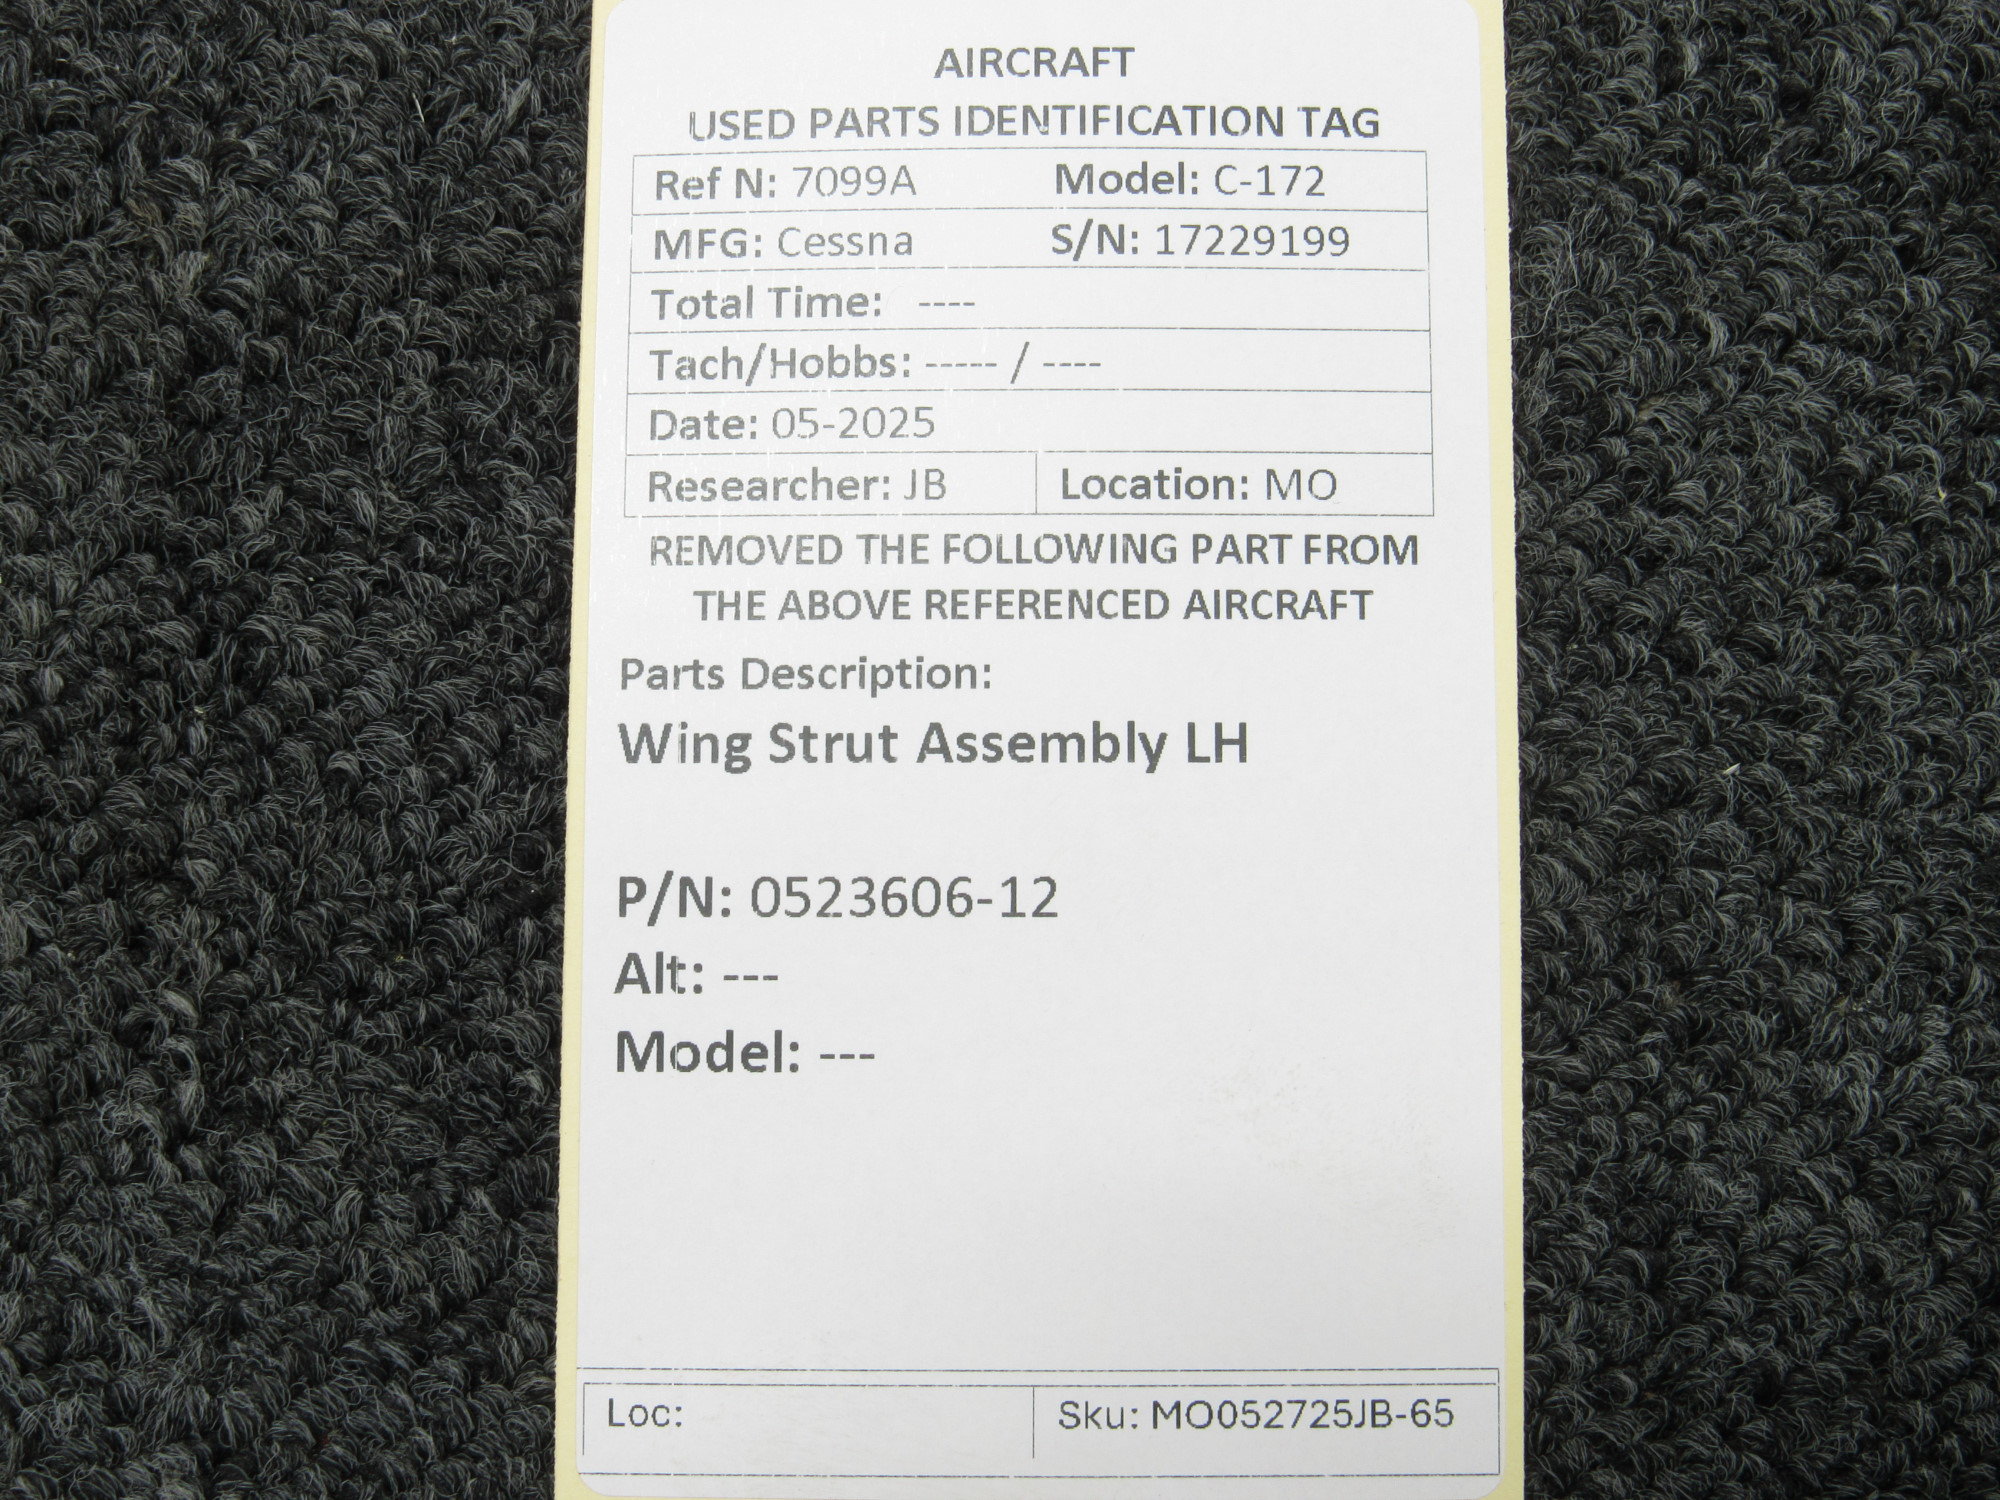 AIRCRAFT
USED PARTS IDENTIFICATION TAG
Ref N: 7099A Model: C-172
MFG: Cessna S/N: 17229199
Total Time: ----
Tach/Hobbs: ----- / ----
Date: 05-2025
Researcher: JB Location: MO
REMOVED THE FOLLOWING PART FROM
THE ABOVE REFERENCED AIRCRAFT
Parts Description:
Wing Strut Assembly LH
P/N: 0523606-12
Alt: ---
Model: ---
Loc: Sku: MO052725JB-65